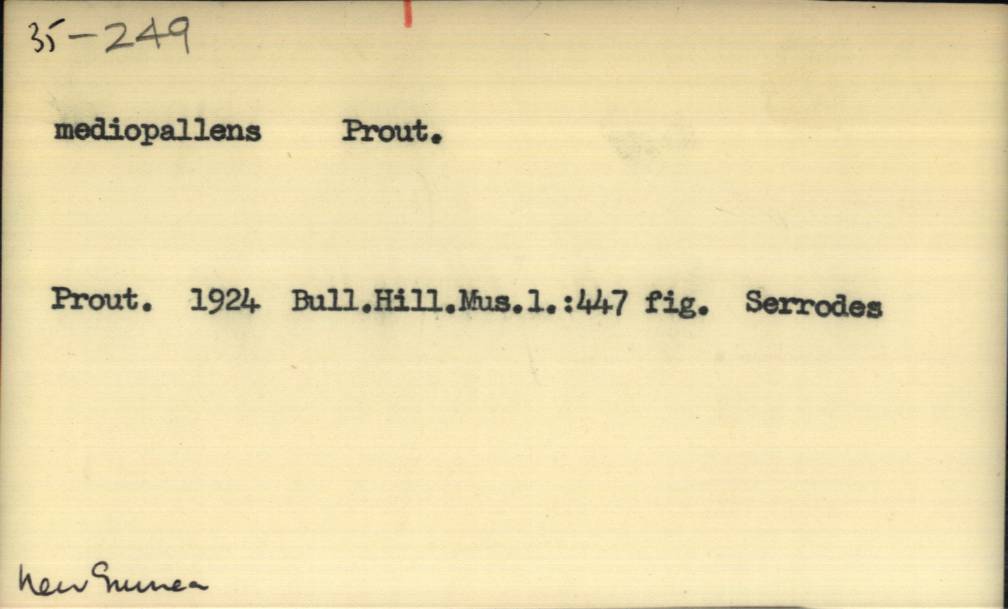 35-249
mediopallens Prout.
Prout. 1924 Bull.Hill.Mus.1.:447 fig. Serrodes
New Guinea